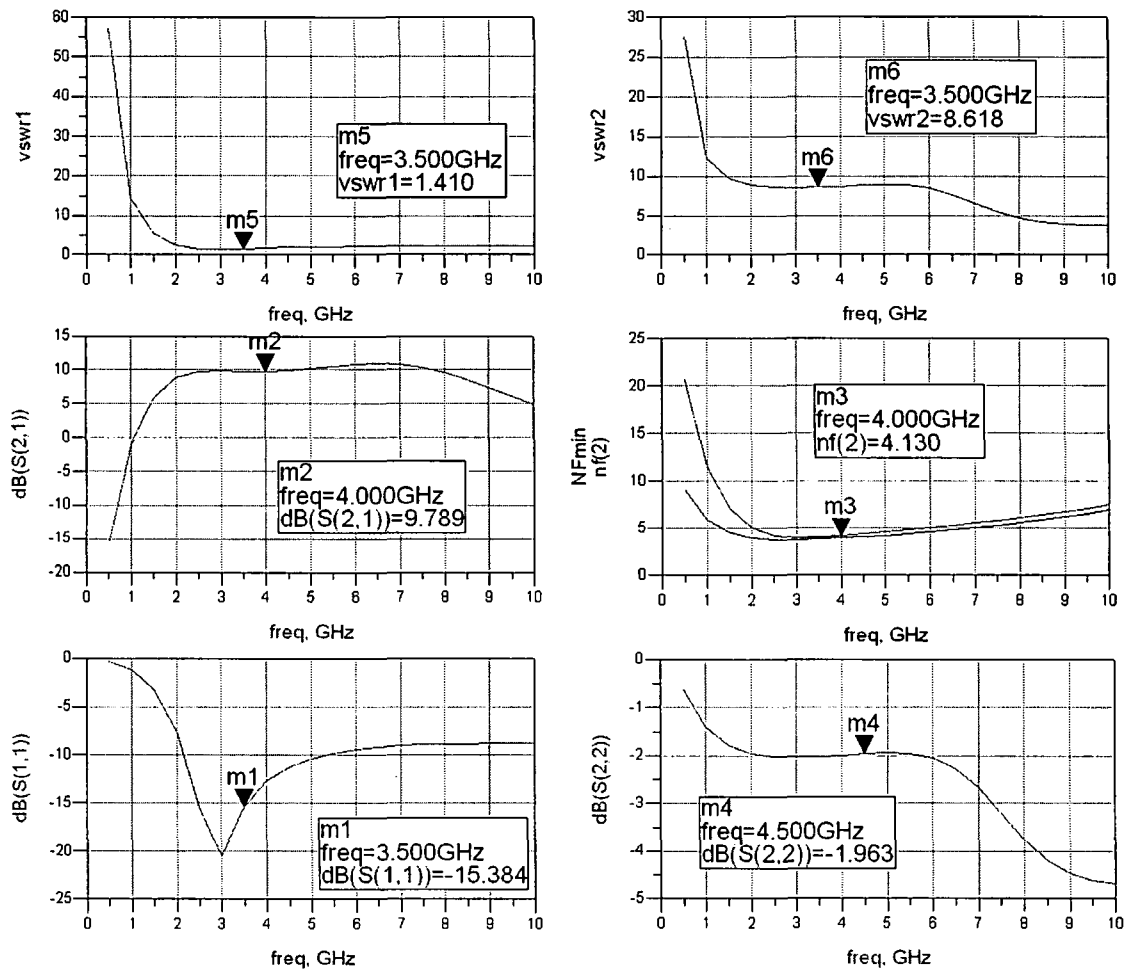 60
50
40
30
20
10
0
vswr1
m5
freq=3.500GHz
vswr1=1.410
m5
0 1 2 3 4 5 6 7 8 9 10
freq, GHz
30
25
20
15
10
5
0
vswr2
m6
freq=3.500GHz
vswr2=8.618
m6
0 1 2 3 4 5 6 7 8 9 10
freq, GHz
15
10
5
0
-5
-10
-15
-20
dB(S(2,1))
m2
m2
freq=4.000GHz
dB(S(2,1))=9.789
0 1 2 3 4 5 6 7 8 9 10
freq, GHz
25
20
15
10
5
0
NFmin
nf(2)
m3
freq=4.000GHz
nf(2)=4.130
m3
0 1 2 3 4 5 6 7 8 9 10
freq, GHz
0
-5
-10
-15
-20
-25
dB(S(1,1))
m1
m1
freq=3.500GHz
dB(S(1,1))=-15.384
0 1 2 3 4 5 6 7 8 9 10
freq, GHz
0
-1
-2
-3
-4
-5
dB(S(2,2))
m4
m4
freq=4.500GHz
dB(S(2,2))=-1.963
0 1 2 3 4 5 6 7 8 9 10
freq, GHz